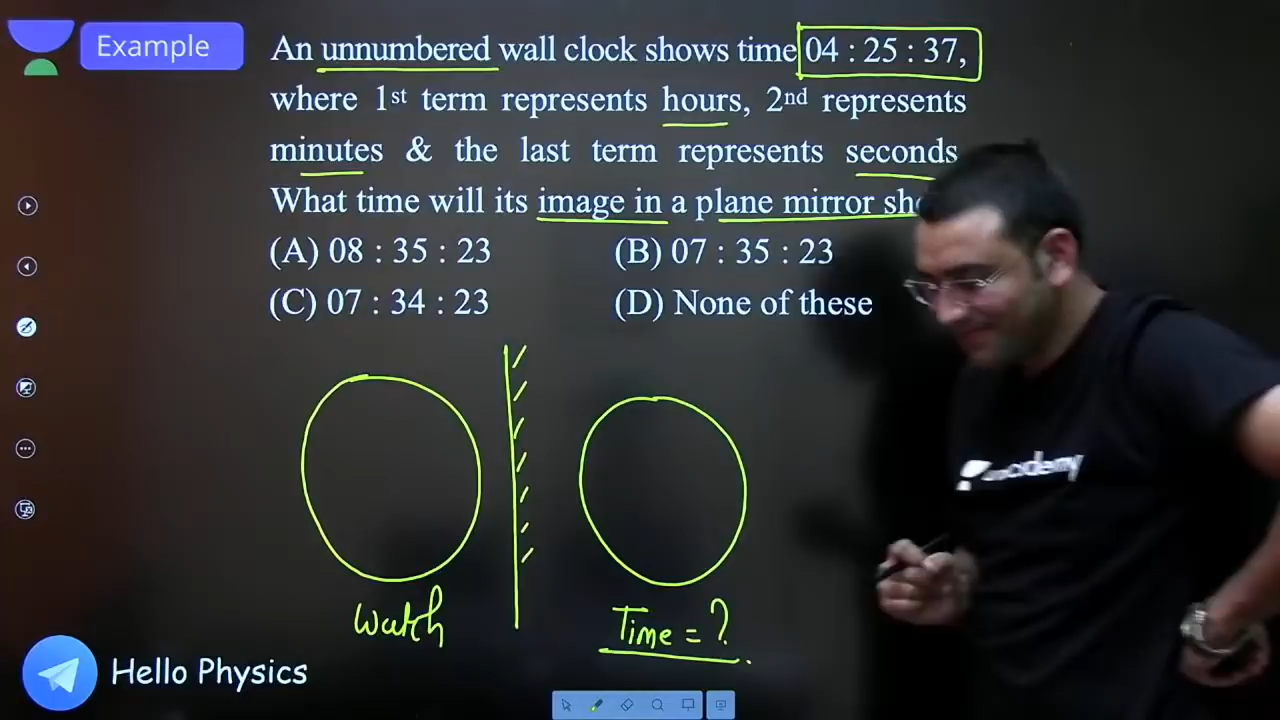 Example
An unnumbered wall clock shows time 04 : 25 : 37,
where 1st term represents hours, 2nd represents
minutes & the last term represents seconds
What time will its image in a plane mirror
(A) 08 : 35 : 23 (B) 07 : 35 : 23
(C) 07 : 34 : 23 (D) None of these
Watch
Time = ?
Hello Physics